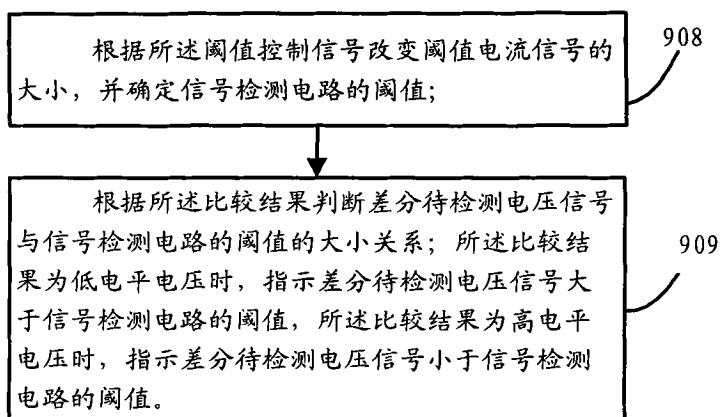 根据所述阈值控制信号改变阈值电流信号的
大小，并确定信号检测电路的阈值；
908
根据所述比较结果判断差分待检测电压信号
与信号检测电路的阈值的大小关系；所述比较结
果为低电平电压时，指示差分待检测电压信号大
于信号检测电路的阈值，所述比较结果为高电平
电压时，指示差分待检测电压信号小于信号检测
电路的阈值。
909